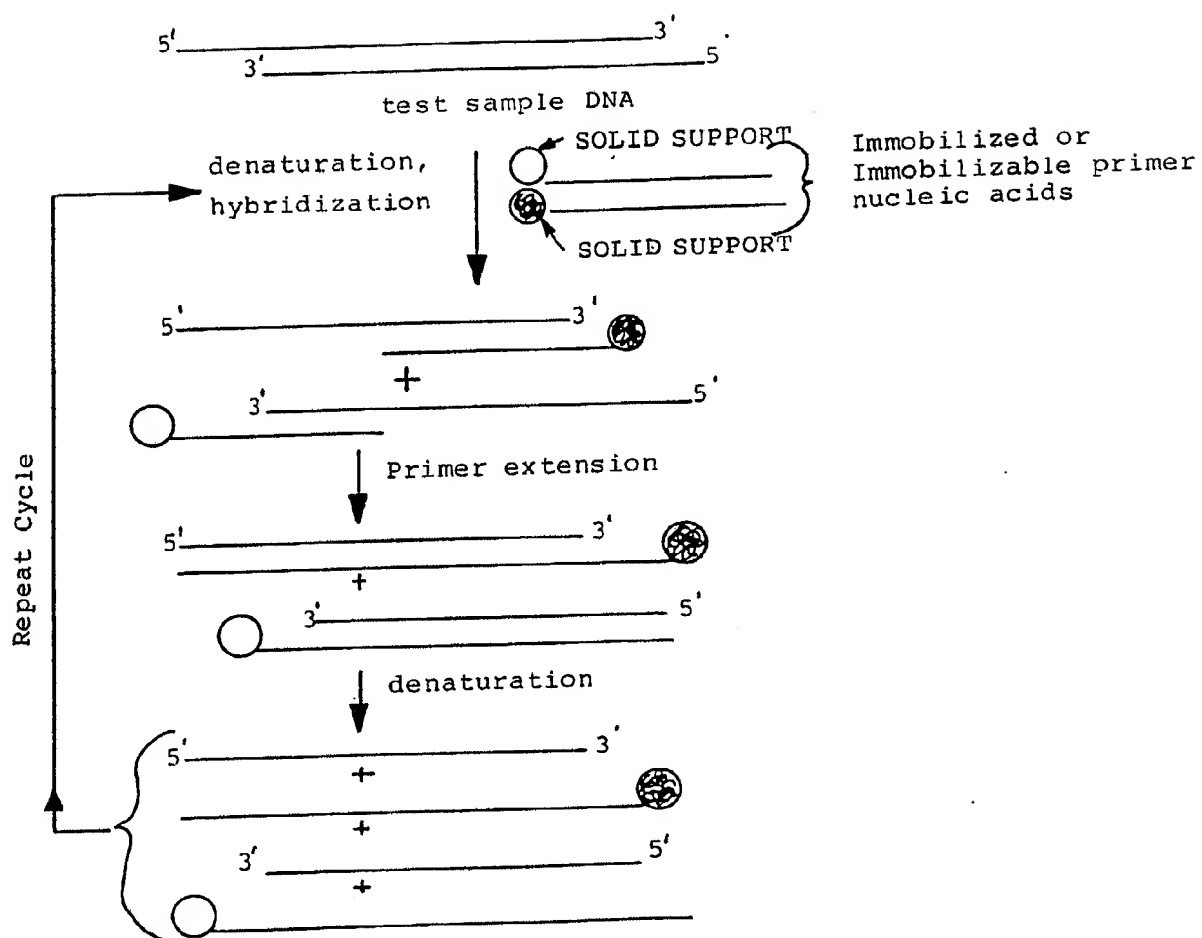 5' 3'
3' 5'
test sample DNA
denaturation,
hybridization
SOLID SUPPORT
SOLID SUPPORT
Immobilized or
Immobilizable primer
nucleic acids
5' 3'
+
3' 5'
Primer extension
5' 3'
+
3' 5'
denaturation
5' 3'
+
+
3' 5'
+
Repeat Cycle